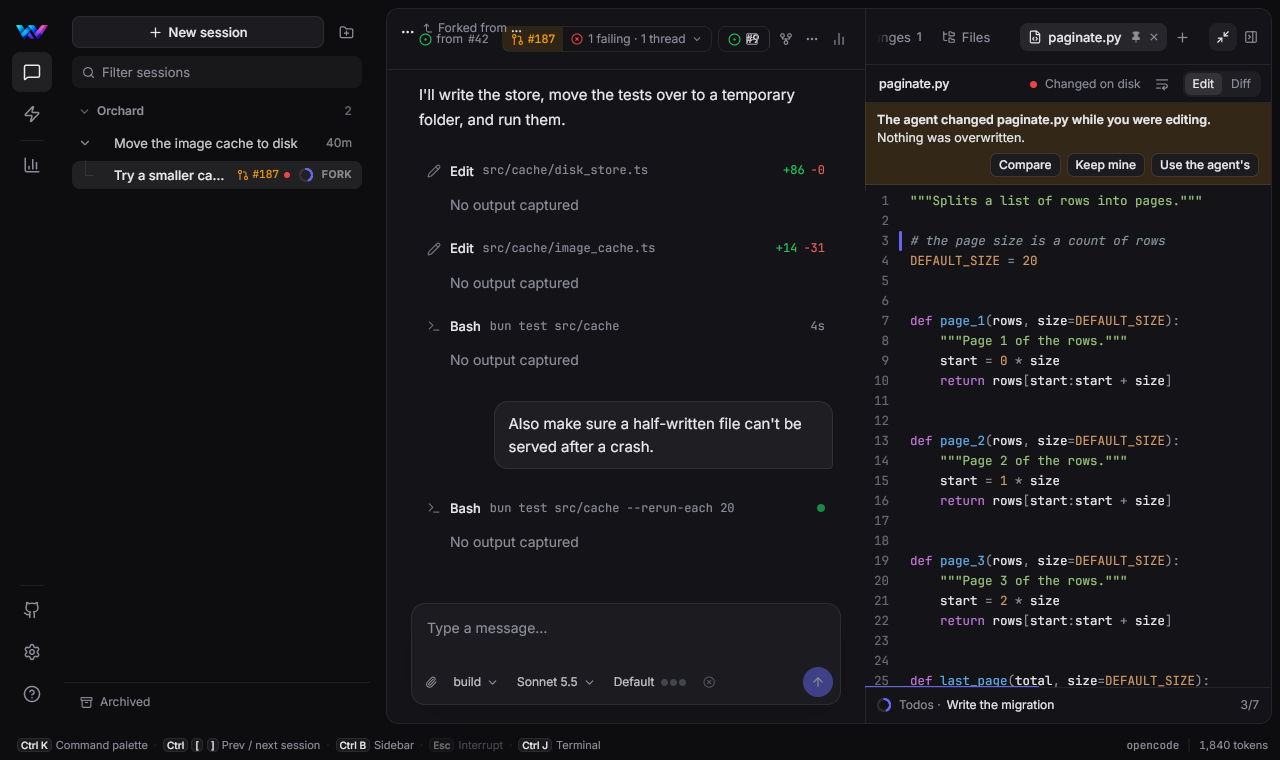 New session
Filter sessions
Orchard 2
Move the image cache to disk 40m
Try a smaller ca... #187 FORK
Archived
Forked from ...
from #42 #187 1 failing · 1 thread
I'll write the store, move the tests over to a temporary
folder, and run them.
Edit src/cache/disk_store.ts +86 -0
No output captured
Edit src/cache/image_cache.ts +14 -31
No output captured
Bash bun test src/cache 4s
No output captured
Also make sure a half-written file can't be
served after a crash.
Bash bun test src/cache --rerun-each 20
No output captured
Type a message...
build Sonnet 5.5 Default
nges 1 Files paginate.py
paginate.py Changed on disk Edit Diff
The agent changed paginate.py while you were editing.
Nothing was overwritten.
Compare Keep mine Use the agent's
1 """Splits a list of rows into pages."""
2
3 # the page size is a count of rows
4 DEFAULT_SIZE = 20
5
6
7 def page_1(rows, size=DEFAULT_SIZE):
8 """Page 1 of the rows."""
9 start = 0 * size
10 return rows[start:start + size]
11
12
13 def page_2(rows, size=DEFAULT_SIZE):
14 """Page 2 of the rows."""
15 start = 1 * size
16 return rows[start:start + size]
17
18
19 def page_3(rows, size=DEFAULT_SIZE):
20 """Page 3 of the rows."""
21 start = 2 * size
22 return rows[start:start + size]
23
24
25 def last_page(total, size=DEFAULT_SIZE):
Todos · Write the migration 3/7
Ctrl K Command palette · Ctrl [ ] Prev / next session · Ctrl B Sidebar · Esc Interrupt · Ctrl J Terminal
opencode 1,840 tokens